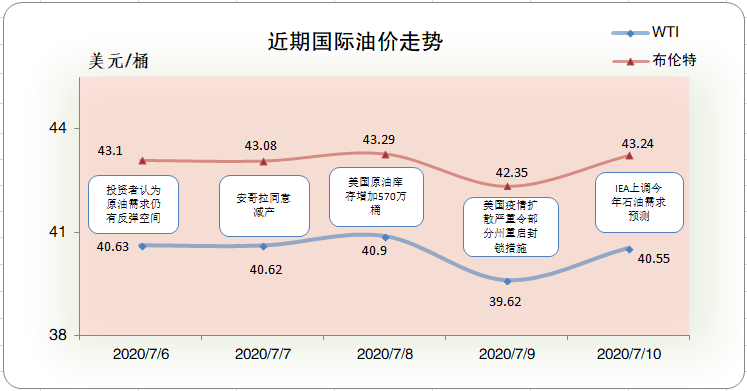 近期国际油价走势
WTI
布伦特
美元/桶
44
41
38
43.1
43.08
43.29
42.35
43.24
投资者认为
原油需求仍
有反弹空间
安哥拉同意
减产
美国原油库
存增加570万
桶
美国疫情扩
散严重令部
分州重启封
锁措施
IEA上调今
年石油需求
预测
40.63
40.62
40.9
39.62
40.55
2020/7/6
2020/7/7
2020/7/8
2020/7/9
2020/7/10